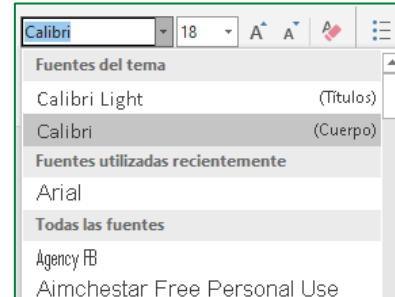 Calibri 18 A A
Fuentes del tema
Calibri Light (Títulos)
Calibri (Cuerpo)
Fuentes utilizadas recientemente
Arial
Todas las fuentes
Agency FB
Aimchestar Free Personal Use